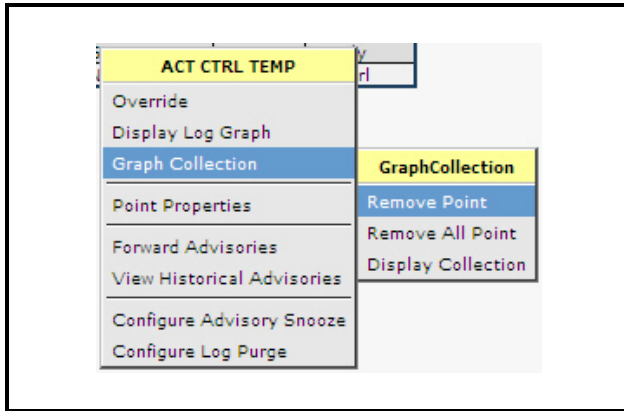 ACT CTRL TEMP
Override
Display Log Graph
Graph Collection
Point Properties
Forward Advisories
View Historical Advisories
Configure Advisory Snooze
Configure Log Purge
GraphCollection
Remove Point
Remove All Point
Display Collection